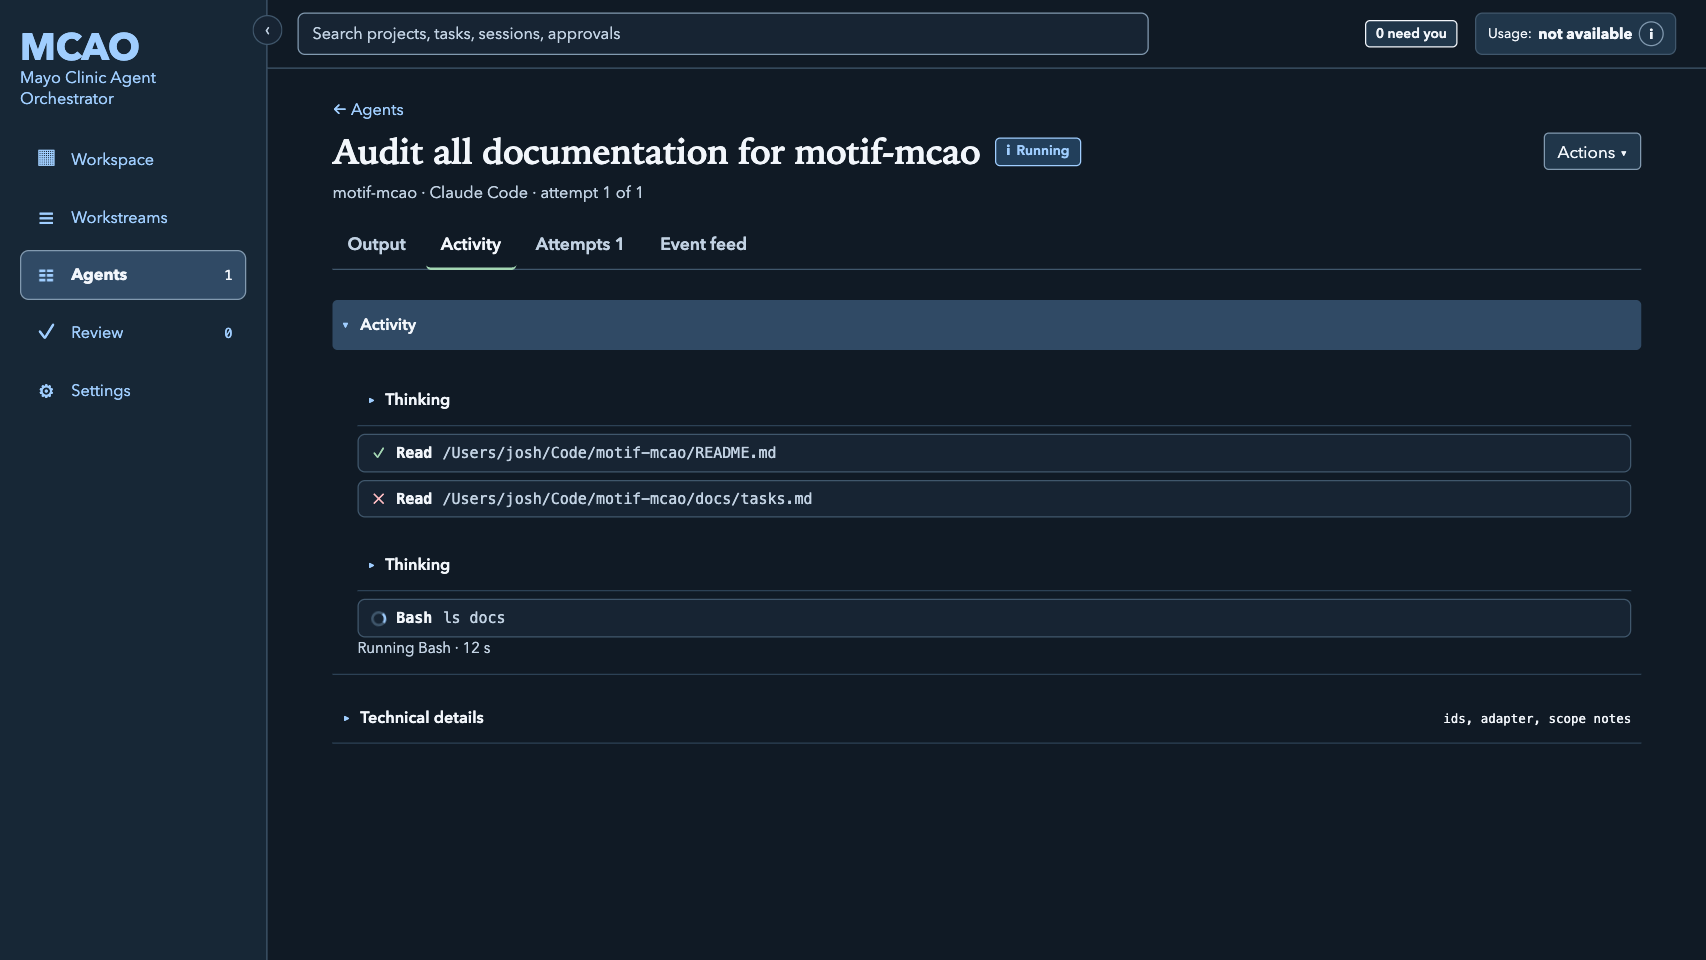 MCAO
Mayo Clinic Agent
Orchestrator
Workspace
Workstreams
Agents 1
Review 0
Settings
‹
Search projects, tasks, sessions, approvals
0 need you
Usage: not available i
← Agents
Audit all documentation for motif-mcao
i Running
Actions ▾
motif-mcao · Claude Code · attempt 1 of 1
Output Activity Attempts 1 Event feed
▾ Activity
▸ Thinking
✓ Read /Users/josh/Code/motif-mcao/README.md
✕ Read /Users/josh/Code/motif-mcao/docs/tasks.md
▸ Thinking
Bash ls docs
Running Bash · 12 s
▸ Technical details ids, adapter, scope notes